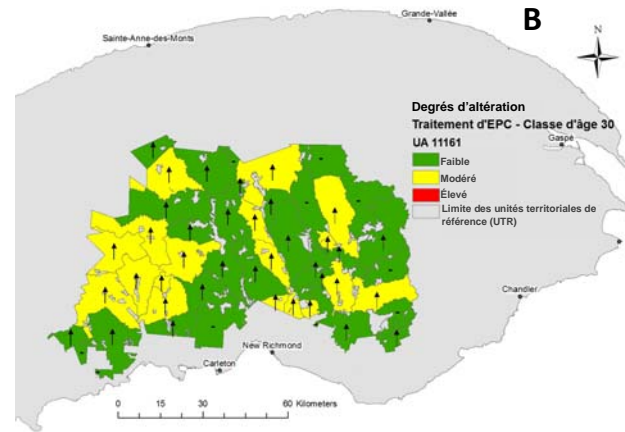 B
Grande-Vallée
Sainte-Anne-des-Monts
N
Degrés d'altération
Traitement d'EPC - Classe d'âge 30
UA 11161
Gaspé
Faible
Modéré
Élevé
Limite des unités territoriales de
référence (UTR)
Chandler
New Richmond
Carleton
0 15 30 60 Kilometers